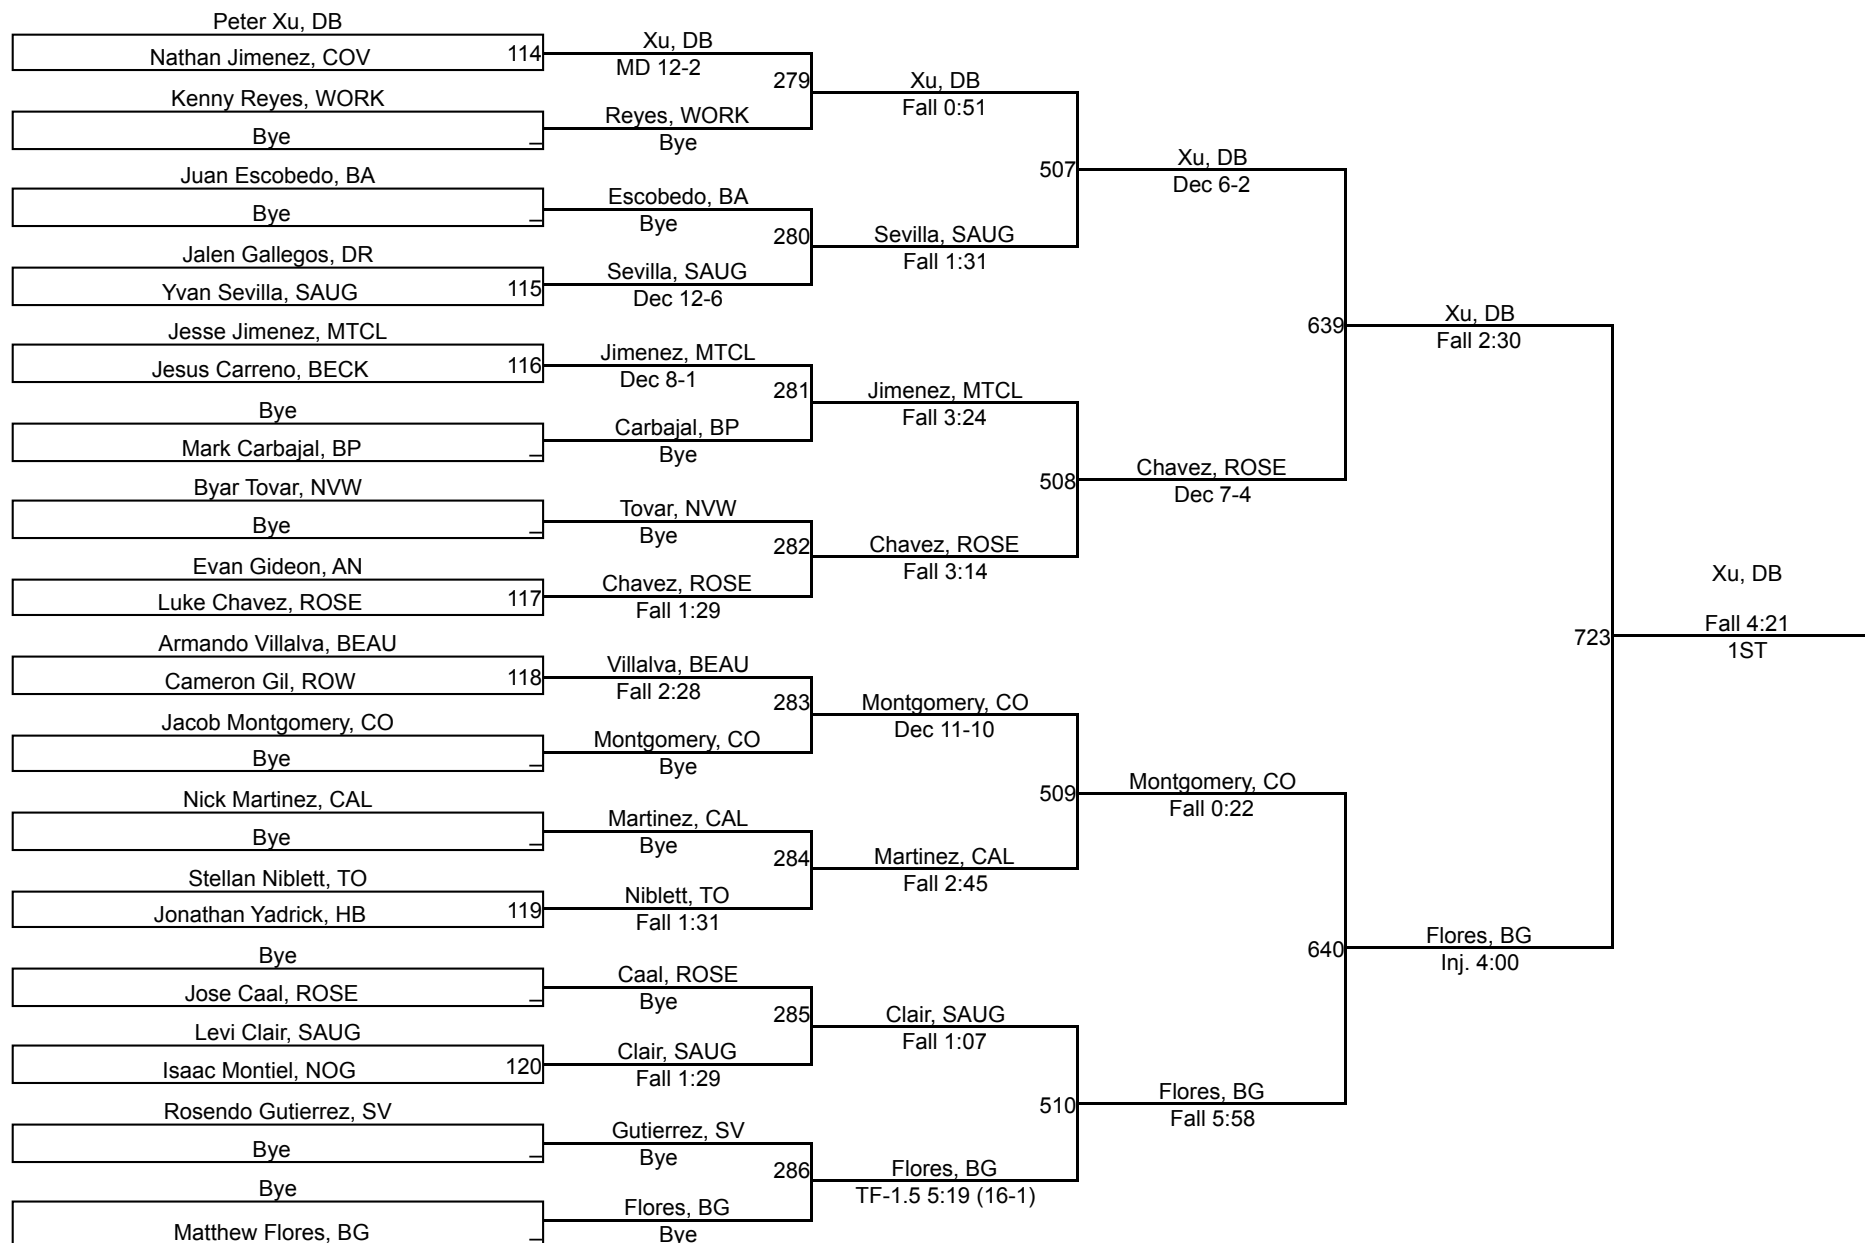 Peter Xu, DB
Nathan Jimenez, COV 114
Kenny Reyes, WORK
Bye _
Juan Escobedo, BA
Bye _
Jalen Gallegos, DR
Yvan Sevilla, SAUG 115
Jesse Jimenez, MTCL
Jesus Carreno, BECK 116
Bye
Mark Carbajal, BP _
Byar Tovar, NVW
Bye _
Evan Gideon, AN
Luke Chavez, ROSE 117
Armando Villalva, BEAU
Cameron Gil, ROW 118
Jacob Montgomery, CO
Bye _
Nick Martinez, CAL
Bye _
Stellan Niblett, TO
Jonathan Yadrick, HB 119
Bye
Jose Caal, ROSE _
Levi Clair, SAUG
Isaac Montiel, NOG 120
Rosendo Gutierrez, SV
Bye _
Bye
Matthew Flores, BG _
Xu, DB
MD 12-2
279
Reyes, WORK
Bye
Escobedo, BA
Bye
280
Sevilla, SAUG
Dec 12-6
Jimenez, MTCL
Dec 8-1
281
Carbajal, BP
Bye
Tovar, NVW
Bye
282
Chavez, ROSE
Fall 1:29
Villalva, BEAU
Fall 2:28
283
Montgomery, CO
Bye
Martinez, CAL
Bye
284
Niblett, TO
Fall 1:31
Caal, ROSE
Bye
285
Clair, SAUG
Fall 1:29
Gutierrez, SV
Bye
286
Flores, BG
Bye
Xu, DB
Fall 0:51
507
Sevilla, SAUG
Fall 1:31
Jimenez, MTCL
Fall 3:24
508
Chavez, ROSE
Fall 3:14
Montgomery, CO
Dec 11-10
509
Martinez, CAL
Fall 2:45
Clair, SAUG
Fall 1:07
510
Flores, BG
TF-1.5 5:19 (16-1)
Xu, DB
Dec 6-2
639
Chavez, ROSE
Dec 7-4
Montgomery, CO
Fall 0:22
640
Flores, BG
Fall 5:58
Xu, DB
Fall 2:30
723
Flores, BG
Inj. 4:00
Xu, DB
Fall 4:21
1ST